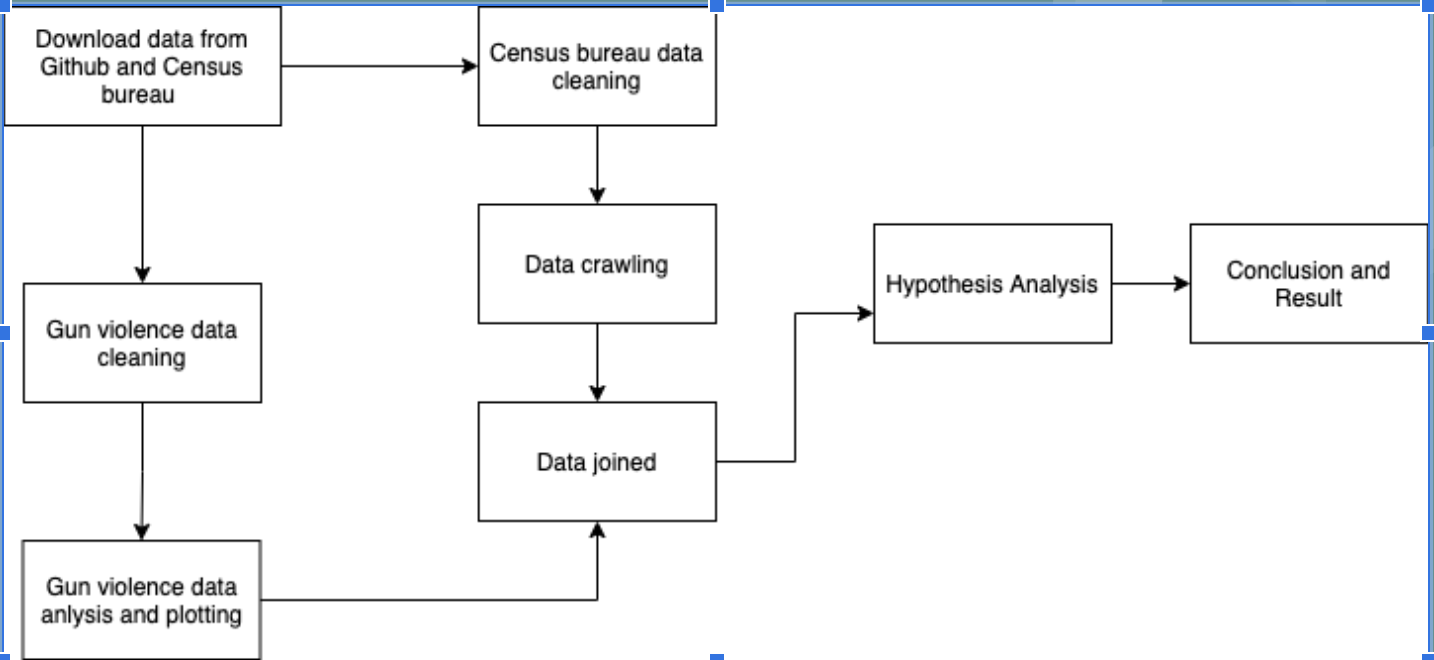 Download data from
Github and Census
bureau
Census bureau data
cleaning
Data crawling
Hypothesis Analysis
Conclusion and
Result
Gun violence data
cleaning
Data joined
Gun violence data
anlysis and plotting